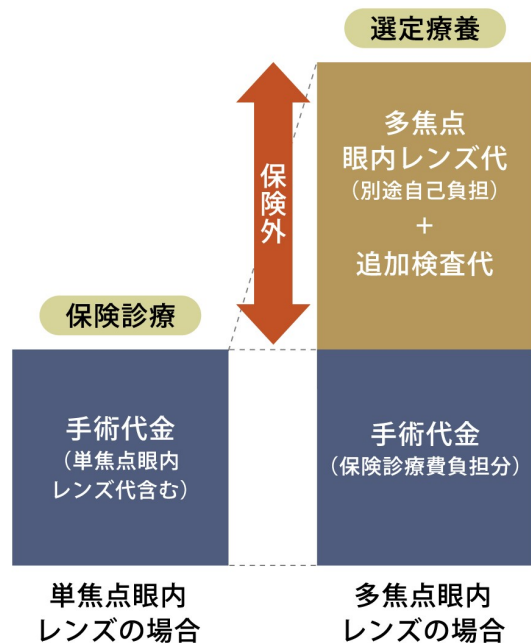 選定療養
多焦点
眼内レンズ代
（別途自己負担）
+
追加検査代
保険外
保険診療
手術代金
（単焦点眼内
レンズ代含む）
手術代金
（保険診療費負担分）
単焦点眼内
レンズの場合
多焦点眼内
レンズの場合